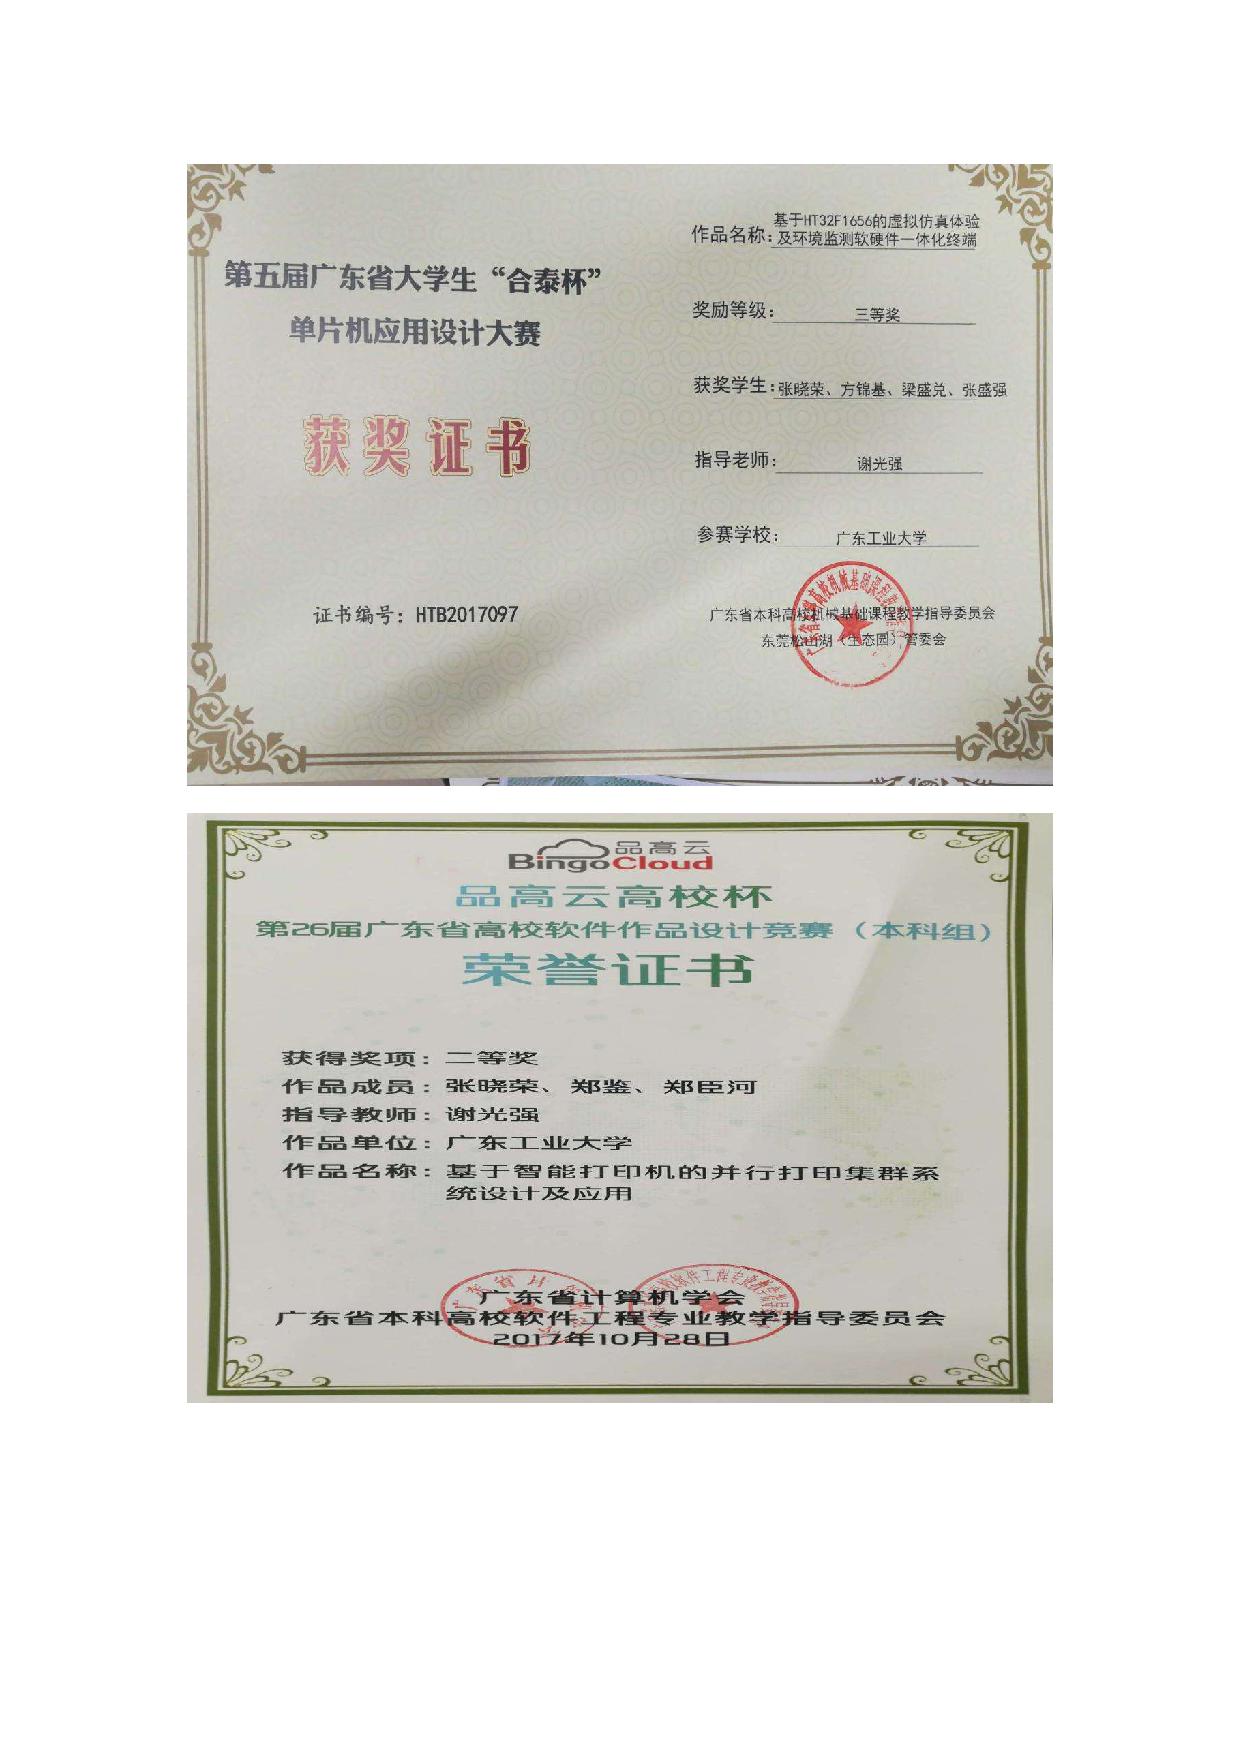 第五届广东省大学生“合泰杯”
单片机应用设计大赛
获奖证书
证书编号：HTB2017097
作品名称：基于HT32F1656的虚拟仿真体验
及环境监测软硬件一体化终端
奖励等级：三等奖
获奖学生：张晓荣、方锦基、梁盛兑、张盛强
指导老师：谢光强
参赛学校：广东工业大学
广东省本科高校机械基础课程教学指导委员会
东莞松山湖（生态园）管委会
品高云
BingoCloud
品高云高校杯
第26届广东省高校软件作品设计竞赛（本科组）
荣誉证书
获得奖项：二等奖
作品成员：张晓荣、郑鉴、郑臣河
指导教师：谢光强
作品单位：广东工业大学
作品名称：基于智能打印机的并行打印集群系
统设计及应用
广东省计算机学会
广东省本科高校软件工程专业教学指导委员会
2017年10月28日